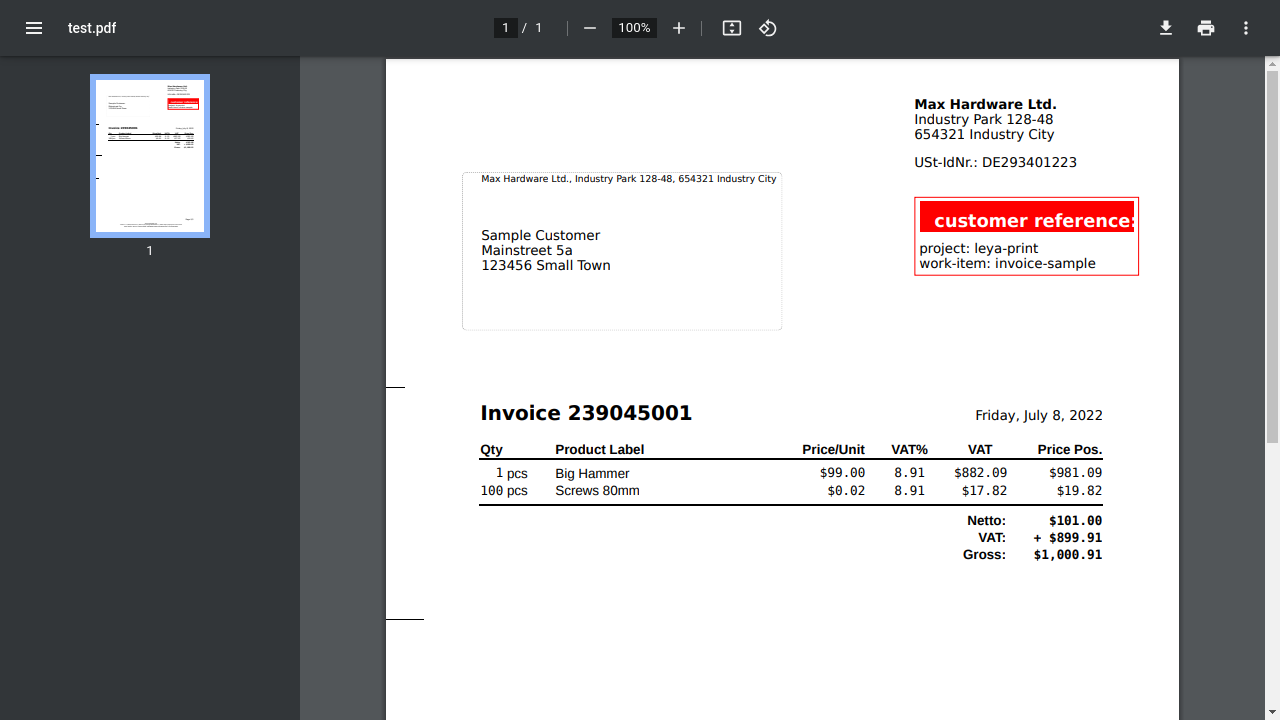 test.pdf
1 / 1
100%
1
Max Hardware Ltd.
Industry Park 128-48
654321 Industry City
USt-IdNr.: DE293401223
Max Hardware Ltd., Industry Park 128-48, 654321 Industry City
Sample Customer
Mainstreet 5a
123456 Small Town
customer reference:
project: leya-print
work-item: invoice-sample
Invoice 239045001 Friday, July 8, 2022
Qty Product Label Price/Unit VAT% VAT Price Pos.
1 pcs Big Hammer $99.00 8.91 $882.09 $981.09
100 pcs Screws 80mm $0.02 8.91 $17.82 $19.82
Netto: $101.00
VAT: + $899.91
Gross: $1,000.91